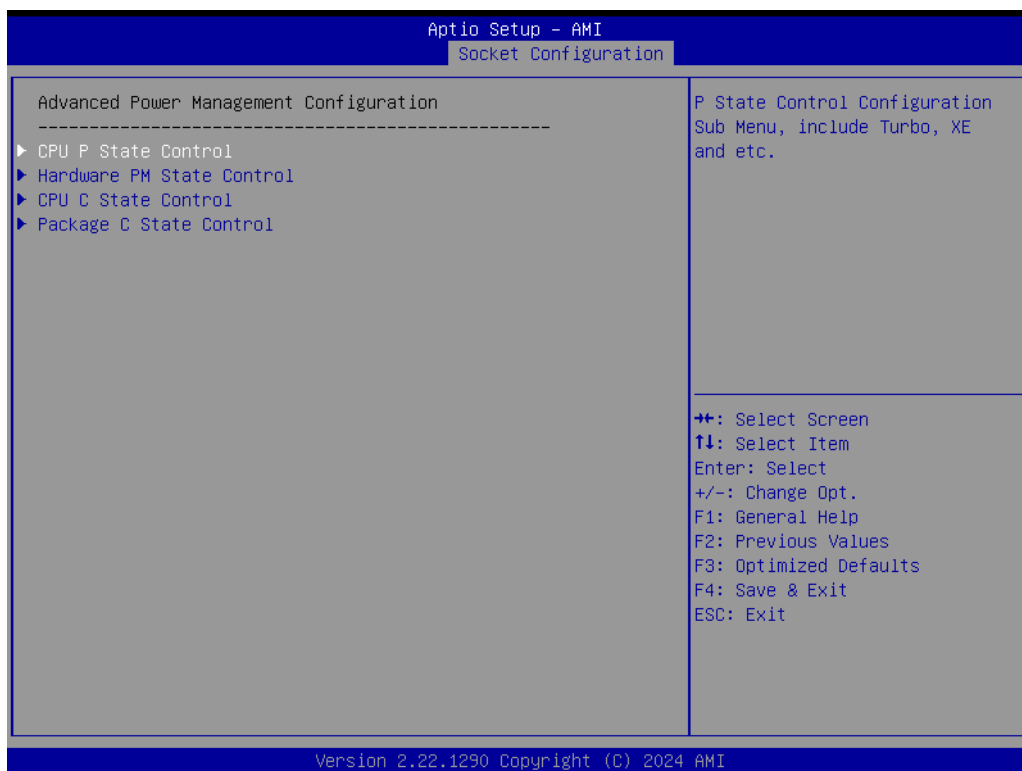 Aptio Setup – AMI
Socket Configuration
Advanced Power Management Configuration
--------------------------------------------------
▶ CPU P State Control
▶ Hardware PM State Control
▶ CPU C State Control
▶ Package C State Control
P State Control Configuration
Sub Menu, include Turbo, XE
and etc.
→←: Select Screen
↑↓: Select Item
Enter: Select
+/-: Change Opt.
F1: General Help
F2: Previous Values
F3: Optimized Defaults
F4: Save & Exit
ESC: Exit
Version 2.22.1290 Copyright (C) 2024 AMI